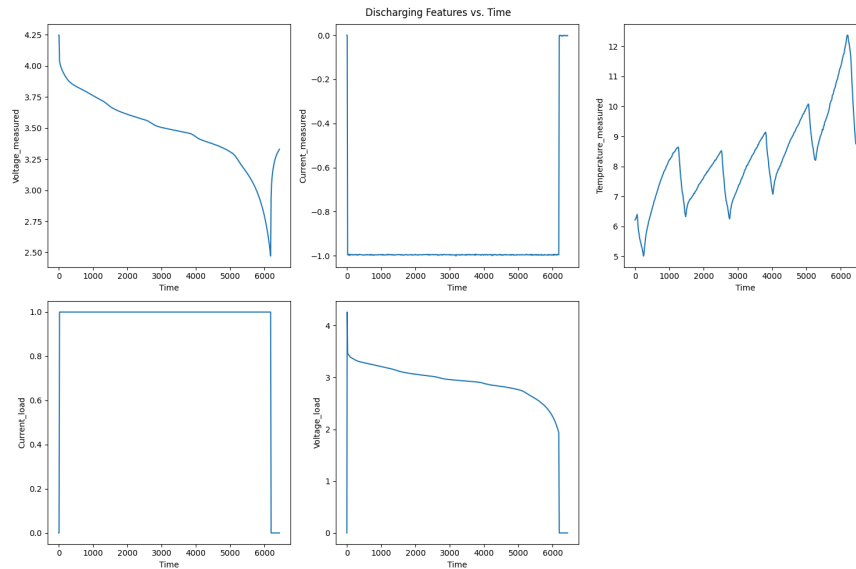 Discharging Features vs. Time
Voltage_measured
4.25
4.00
3.75
3.50
3.25
3.00
2.75
2.50
0 1000 2000 3000 4000 5000 6000
Time
Current_measured
0.0
−0.2
−0.4
−0.6
−0.8
−1.0
0 1000 2000 3000 4000 5000 6000
Time
Temperature_measured
12
11
10
9
8
7
6
5
0 1000 2000 3000 4000 5000 6000
Time
Current_load
1.0
0.8
0.6
0.4
0.2
0.0
0 1000 2000 3000 4000 5000 6000
Time
Voltage_load
4
3
2
1
0
0 1000 2000 3000 4000 5000 6000
Time